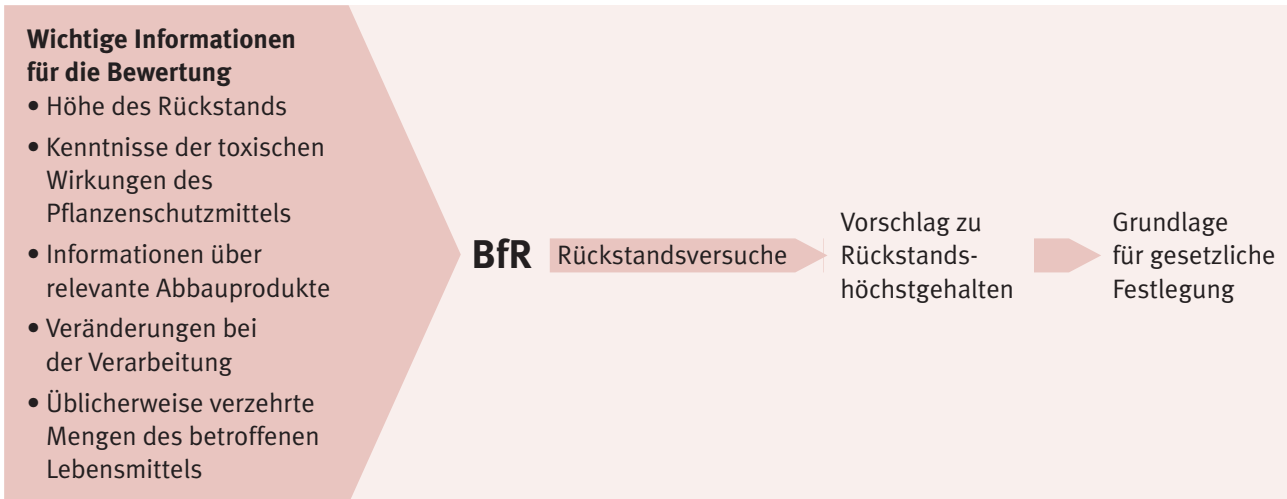 Wichtige Informationen
für die Bewertung
• Höhe des Rückstands
• Kenntnisse der toxischen
Wirkungen des
Pflanzenschutzmittels
• Informationen über
relevante Abbauprodukte
• Veränderungen bei
der Verarbeitung
• Üblicherweise verzehrte
Mengen des betroffenen
Lebensmittels
BfR
Rückstandsversuche
Vorschlag zu
Rückstands-
höchstgehalten
Grundlage
für gesetzliche
Festlegung